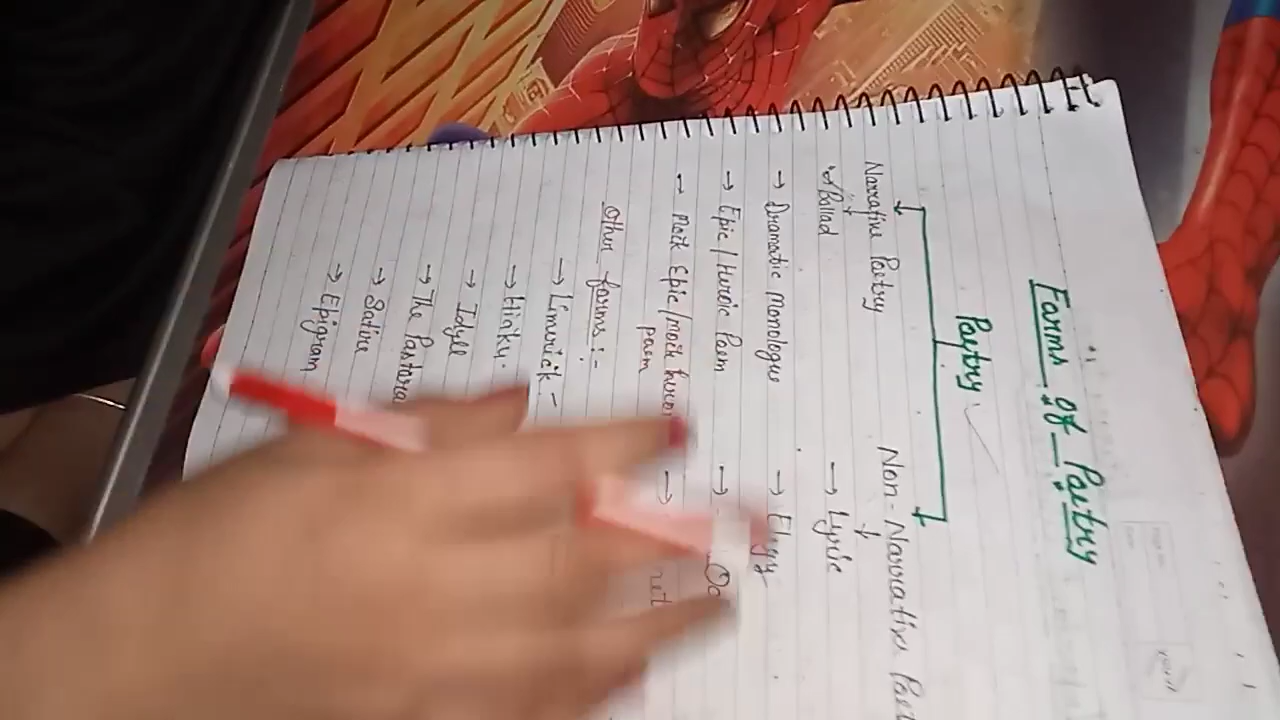 Forms of Poetry
Poetry
Narrative Poetry
Non-Narrative
→ Ballad
→ Lyric
→ Dramatic Monologue
→ Elegy
→ Epic / Heroic Poem
→
→ Mock Epic/mock heroic
poem
→
Other forms:-
→ Limerick -
→
→ Idyll
→ The Pastoral
→ Satire
→ Epigram